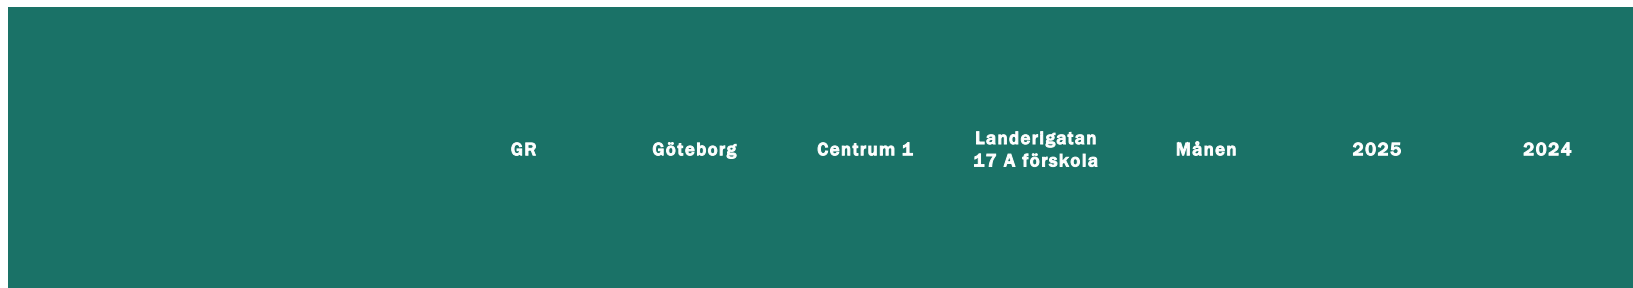 GR
Göteborg
Centrum 1
Landerigatan
17 A förskola
Månen
2025
2024